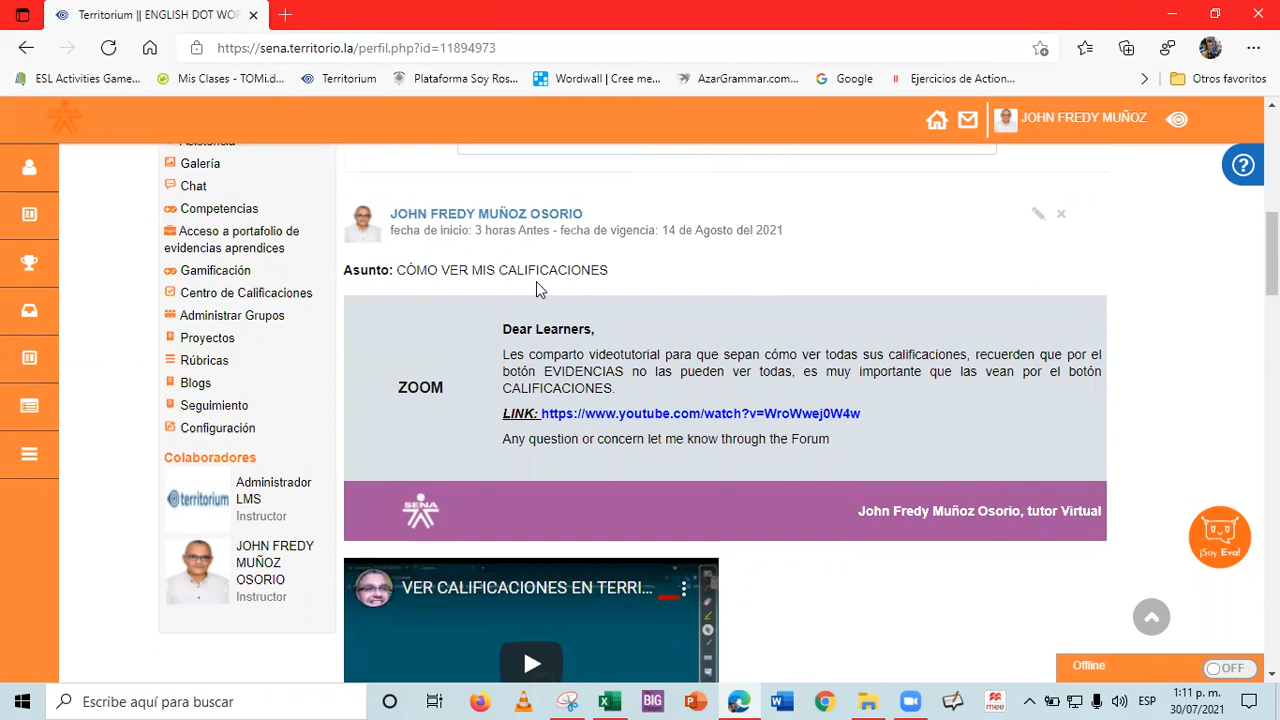 Territorium || ENGLISH DOT WOR
https://sena.territorio.la/perfil.php?id=11894973
ESL Activities Game...
Mis Clases - TOMi.d...
Territorium
Plataforma Soy Ros...
Wordwall | Cree me...
AzarGrammar.com...
Google
Ejercicios de Action...
Otros favoritos
JOHN FREDY MUÑOZ
Asistencia
Galería
Chat
Competencias
Acceso a portafolio de
evidencias aprendices
Gamificación
Centro de Calificaciones
Administrar Grupos
Proyectos
Rúbricas
Blogs
Seguimiento
Configuración
Colaboradores
territorium
Administrador
LMS
Instructor
JOHN FREDY
MUÑOZ
OSORIO
Instructor
JOHN FREDY MUÑOZ OSORIO
fecha de inicio: 3 horas Antes - fecha de vigencia: 14 de Agosto del 2021
Asunto: CÓMO VER MIS CALIFICACIONES
ZOOM
Dear Learners,
Les comparto videotutorial para que sepan cómo ver todas sus calificaciones, recuerden que por el
botón EVIDENCIAS no las pueden ver todas, es muy importante que las vean por el botón
CALIFICACIONES.
LINK: https://www.youtube.com/watch?v=WroWwej0W4w
Any question or concern let me know through the Forum
SENA
John Fredy Muñoz Osorio, tutor Virtual
VER CALIFICACIONES EN TERRI...
¡Soy Eva!
Offline
OFF
Escribe aquí para buscar
BIG
mee
ESP
1:11 p. m.
30/07/2021